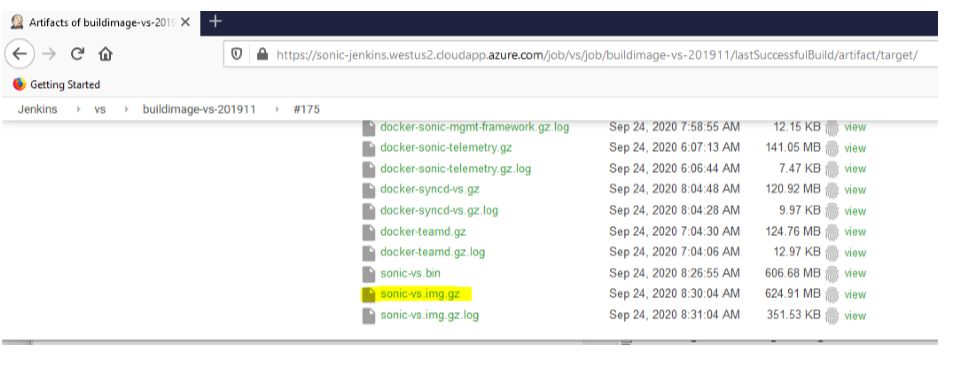 Artifacts of buildimage-vs-2019
https://sonic-jenkins.westus2.cloudapp.azure.com/job/vs/job/buildimage-vs-201911/lastSuccessfulBuild/artifact/target/
Getting Started
Jenkins vs buildimage-vs-201911 #175
docker-sonic-mgmt-framework.gz.log Sep 24, 2020 7:58:55 AM 12.15 KB view
docker-sonic-telemetry.gz Sep 24, 2020 6:07:13 AM 141.05 MB view
docker-sonic-telemetry.gz.log Sep 24, 2020 6:06:44 AM 7.47 KB view
docker-syncd-vs.gz Sep 24, 2020 8:04:48 AM 120.92 MB view
docker-syncd-vs.gz.log Sep 24, 2020 8:04:28 AM 9.97 KB view
docker-teamd.gz Sep 24, 2020 7:04:30 AM 124.76 MB view
docker-teamd.gz.log Sep 24, 2020 7:04:06 AM 12.97 KB view
sonic-vs.bin Sep 24, 2020 8:26:55 AM 606.68 MB view
sonic-vs.img.gz Sep 24, 2020 8:30:04 AM 624.91 MB view
sonic-vs.img.gz.log Sep 24, 2020 8:31:04 AM 351.53 KB view